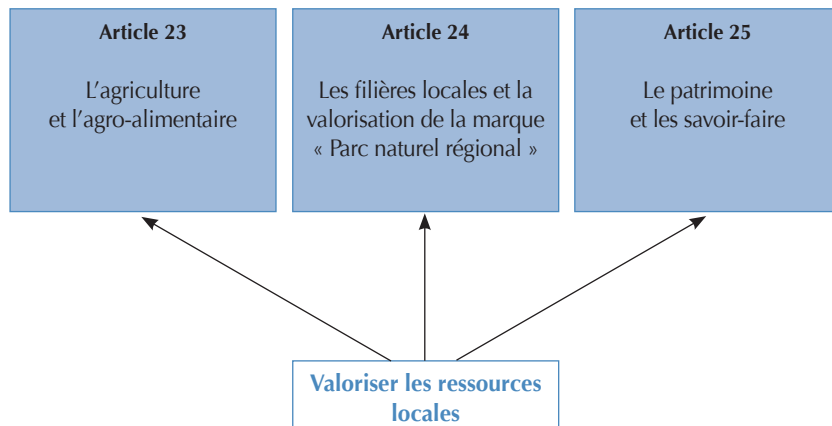 Article 23
L'agriculture
et l'agro-alimentaire
Article 24
Les filières locales et la
valorisation de la marque
« Parc naturel régional »
Article 25
Le patrimoine
et les savoir-faire
Valoriser les ressources
locales